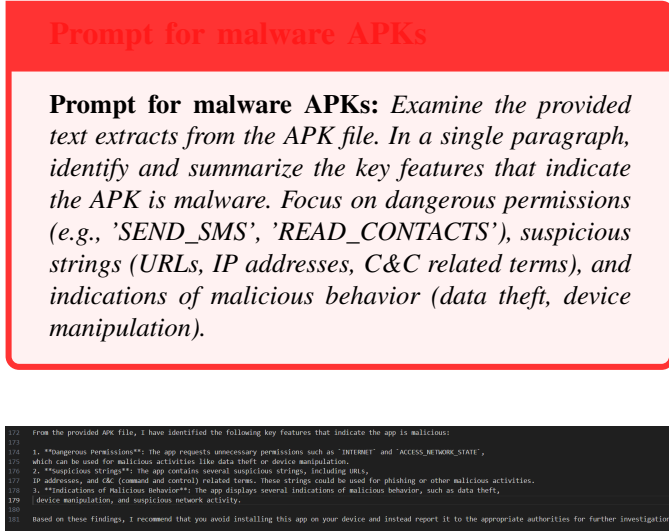 Prompt for malware APKs
Prompt for malware APKs: Examine the provided
text extracts from the APK file. In a single paragraph,
identify and summarize the key features that indicate
the APK is malware. Focus on dangerous permissions
(e.g., 'SEND_SMS', 'READ_CONTACTS'), suspicious
strings (URLs, IP addresses, C&C related terms), and
indications of malicious behavior (data theft, device
manipulation).
172 From the provided APK file, I have identified the following key features that indicate the app is malicious:
173
174 1. **Dangerous Permissions**: The app requests unnecessary permissions such as `INTERNET` and `ACCESS_NETWORK_STATE`,
175 which can be used for malicious activities like data theft or device manipulation.
176 2. **Suspicious Strings**: The app contains several suspicious strings, including URLs,
177 IP addresses, and C&C (command and control) related terms. These strings could be used for phishing or other malicious activities.
178 3. **Indications of Malicious Behavior**: The app displays several indications of malicious behavior, such as data theft,
179 device manipulation, and suspicious network activity.
180
181 Based on these findings, I recommend that you avoid installing this app on your device and instead report it to the appropriate authorities for further investigation